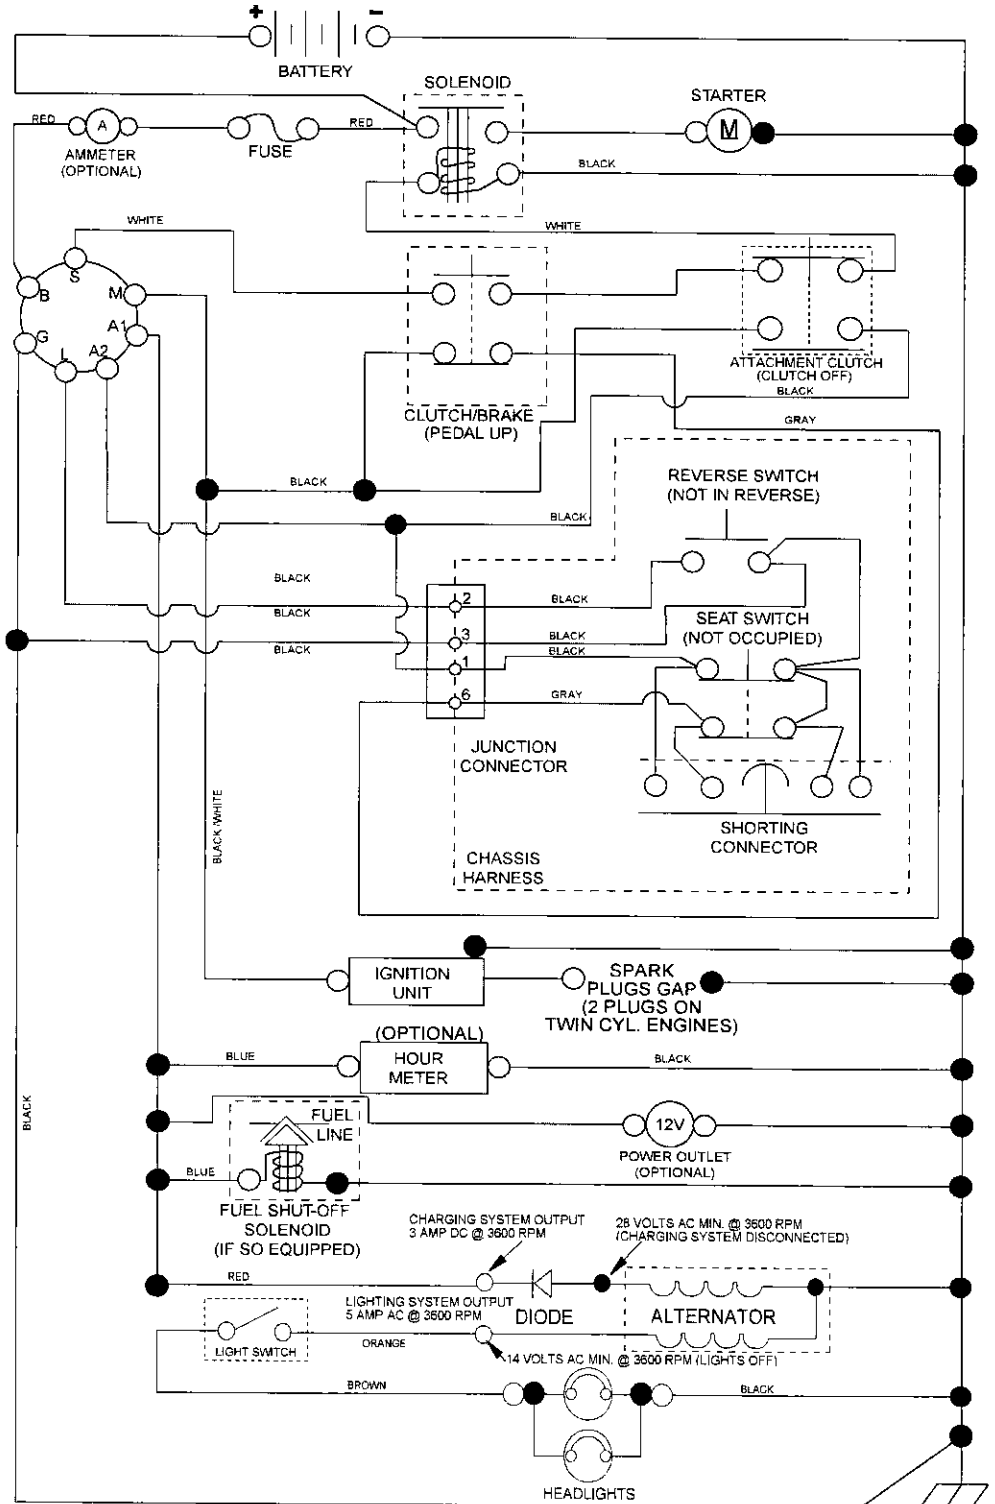 + -
BATTERY
SOLENOID
STARTER
RED
A
RED
M
AMMETER
(OPTIONAL)
FUSE
BLACK
WHITE
WHITE
S
B
M
G
A1
L
A2
ATTACHMENT CLUTCH
(CLUTCH OFF)
BLACK
CLUTCH/BRAKE
(PEDAL UP)
GRAY
REVERSE SWITCH
(NOT IN REVERSE)
BLACK
BLACK
BLACK
2
BLACK
BLACK
SEAT SWITCH
(NOT OCCUPIED)
3
BLACK
BLACK
BLACK
1
6
GRAY
JUNCTION
CONNECTOR
BLACK/WHITE
SHORTING
CONNECTOR
CHASSIS
HARNESS
IGNITION
UNIT
SPARK
PLUGS GAP
(2 PLUGS ON
TWIN CYL. ENGINES)
(OPTIONAL)
BLUE
HOUR
METER
BLACK
BLACK
FUEL
LINE
12V
POWER OUTLET
(OPTIONAL)
BLUE
FUEL SHUT-OFF
SOLENOID
(IF SO EQUIPPED)
CHARGING SYSTEM OUTPUT
3 AMP DC @ 3600 RPM
28 VOLTS AC MIN. @ 3600 RPM
(CHARGING SYSTEM DISCONNECTED)
RED
LIGHTING SYSTEM OUTPUT
5 AMP AC @ 3600 RPM
DIODE
ALTERNATOR
LIGHT SWITCH
ORANGE
14 VOLTS AC MIN. @ 3600 RPM (LIGHTS OFF)
BROWN
BLACK
HEADLIGHTS